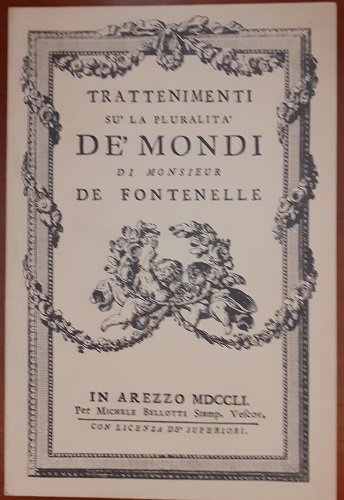 TRATTENIMENTI
SU' LA PLURALITA'
DE' MONDI
DI MONSIEUR
DE FONTENELLE
IN AREZZO MDCCLI.
Per MICHELE BELLOTTI Stamp. Vescov.
CON LICENZA DE' SUPERIORI.